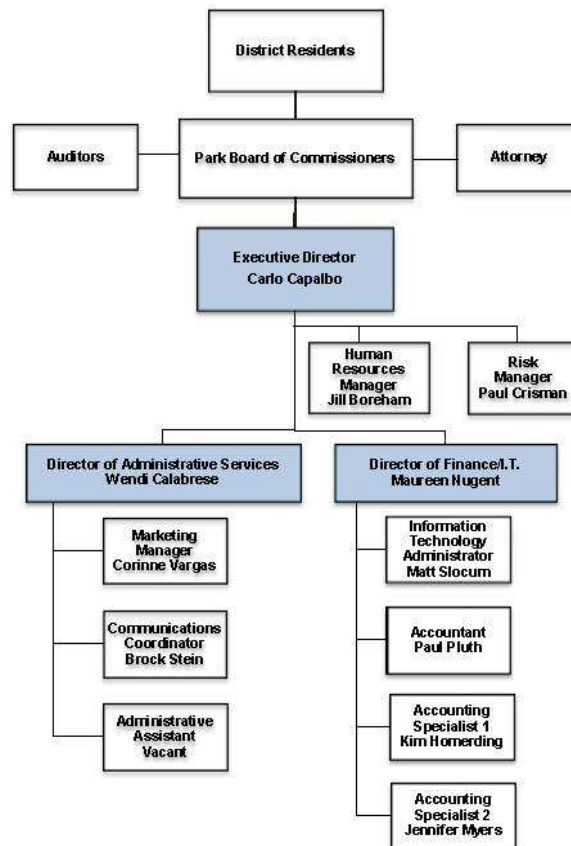 District Residents
Auditors
Park Board of Commissioners
Attorney
Executive Director
Carlo Capalbo
Human
Resources
Manager
Jill Boreham
Risk
Manager
Paul Crisman
Director of Administrative Services
Wendi Calabrese
Director of Finance/I.T.
Maureen Nugent
Marketing
Manager
Corinne Vargas
Communications
Coordinator
Brock Stein
Administrative
Assistant
Vacant
Information
Technology
Administrator
Matt Slocum
Accountant
Paul Pluth
Accounting
Specialist 1
Kim Homerding
Accounting
Specialist 2
Jennifer Myers